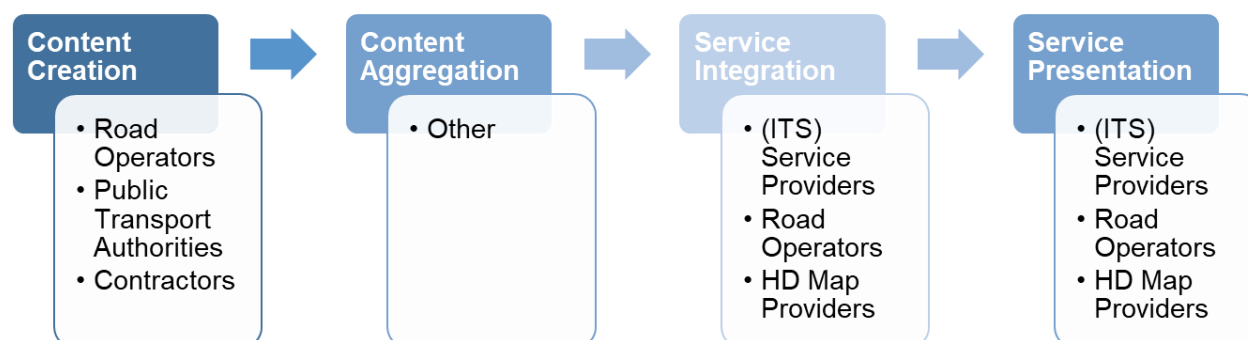 Content
Creation
• Road
Operators
• Public
Transport
Authorities
• Contractors
Content
Aggregation
• Other
Service
Integration
• (ITS)
Service
Providers
• Road
Operators
• HD Map
Providers
Service
Presentation
• (ITS)
Service
Providers
• Road
Operators
• HD Map
Providers